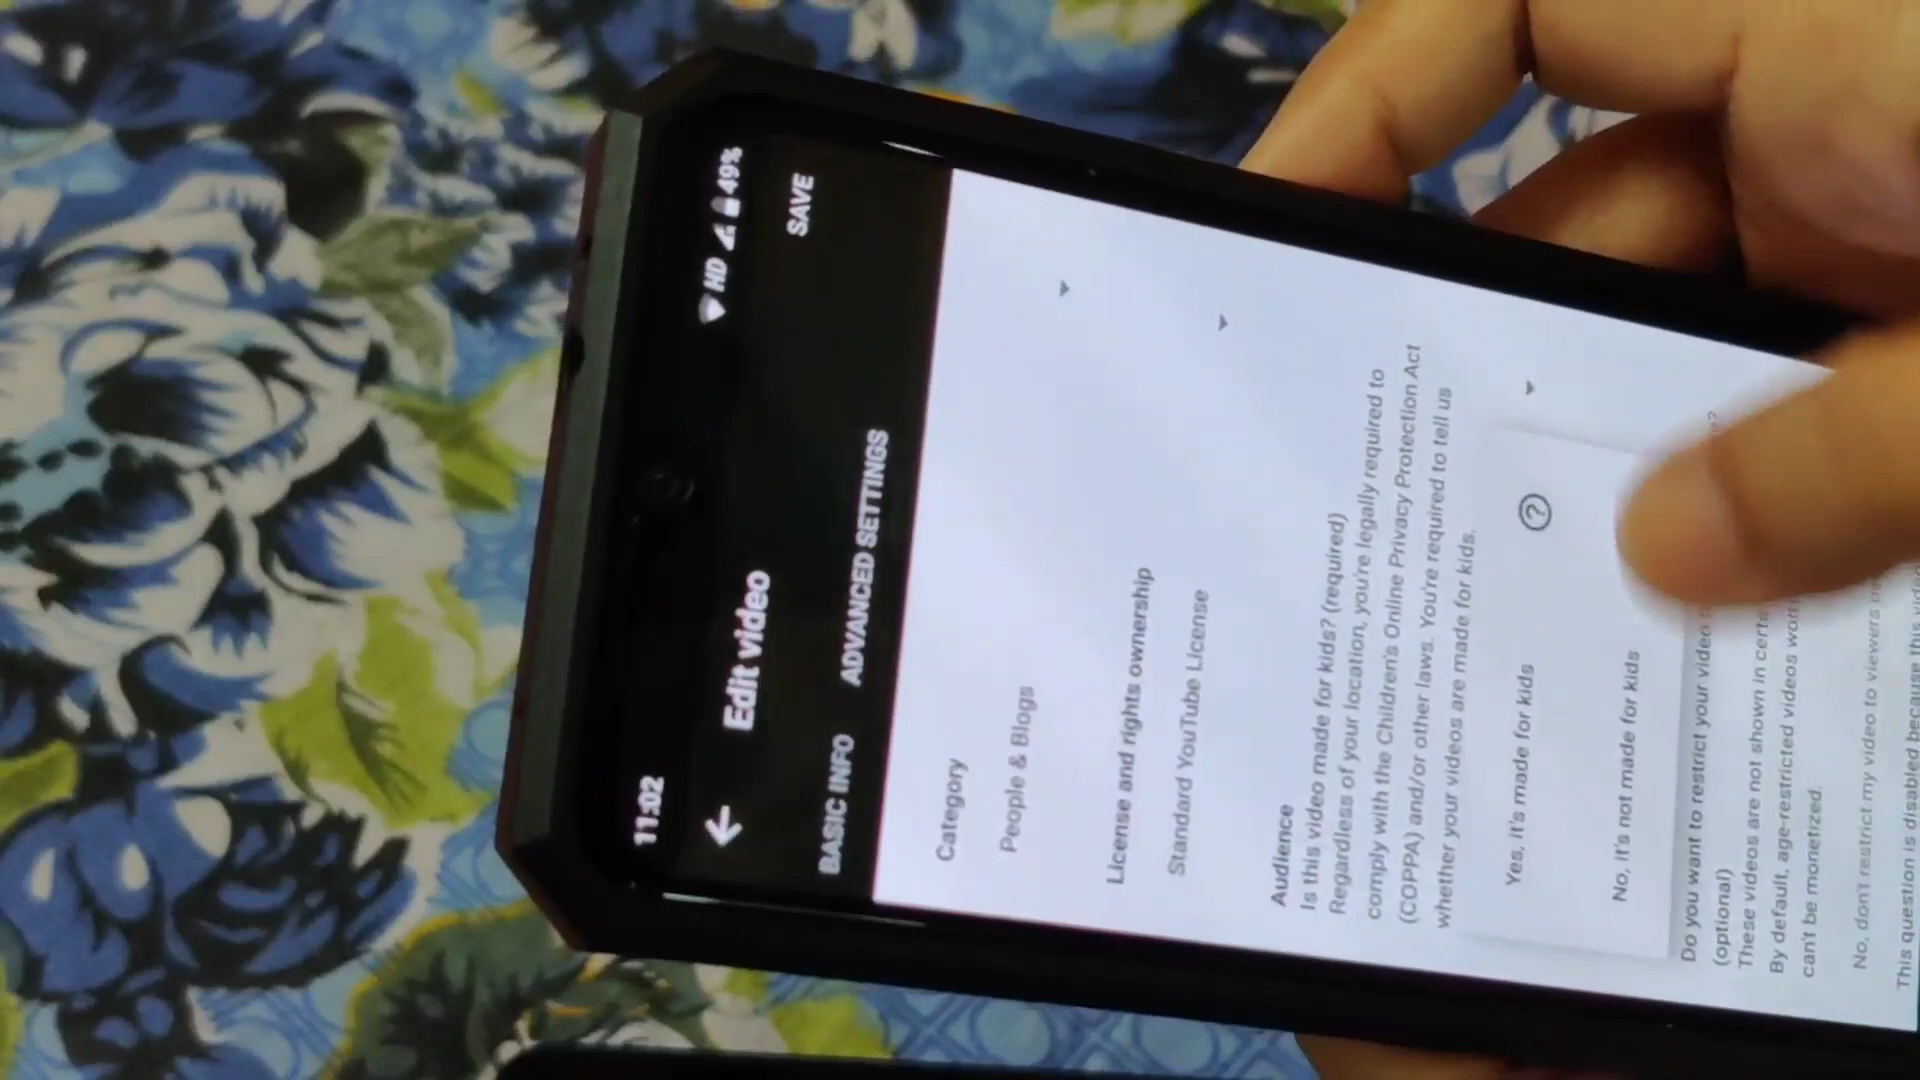 11:02
HD 49%
Edit video
SAVE
BASIC INFO
ADVANCED SETTINGS
Category
People & Blogs
License and rights ownership
Standard YouTube License
Audience
Is this video made for kids? (required)
Regardless of your location, you're legally required to
comply with the Children's Online Privacy Protection Act
(COPPA) and/or other laws. You're required to tell us
whether your videos are made for kids.
Yes, it's made for kids
?
No, it's not made for kids
Do you want to restrict your video
(optional)
These videos are not shown in
By default, age-restricted videos
can't be monetized.
No, don't restrict my video to viewers
This question is disabled because this